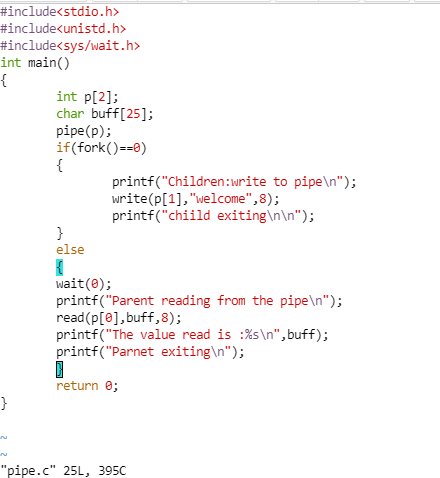 #include<stdio.h>
#include<unistd.h>
#include<sys/wait.h>
int main()
{
        int p[2];
        char buff[25];
        pipe(p);
        if(fork()==0)
        {
                printf("Children:write to pipe\n");
                write(p[1],"welcome",8);
                printf("chiild exiting\n\n");
        }
        else
        {
        wait(0);
        printf("Parent reading from the pipe\n");
        read(p[0],buff,8);
        printf("The value read is :%s\n",buff);
        printf("Parnet exiting\n");
        }
        return 0;
}
~
~
"pipe.c" 25L, 395C